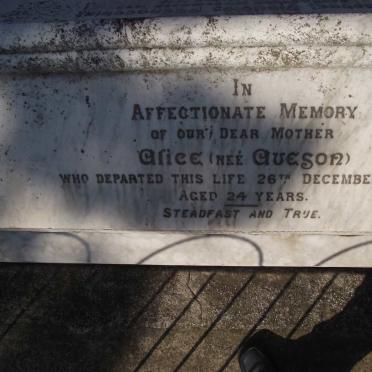 IN
AFFECTIONATE MEMORY
OF OUR DEAR MOTHER
Alice (NÉE Gueson)
WHO DEPARTED THIS LIFE 26TH DECEMBE
AGED 24 YEARS.
STEADFAST AND TRUE.